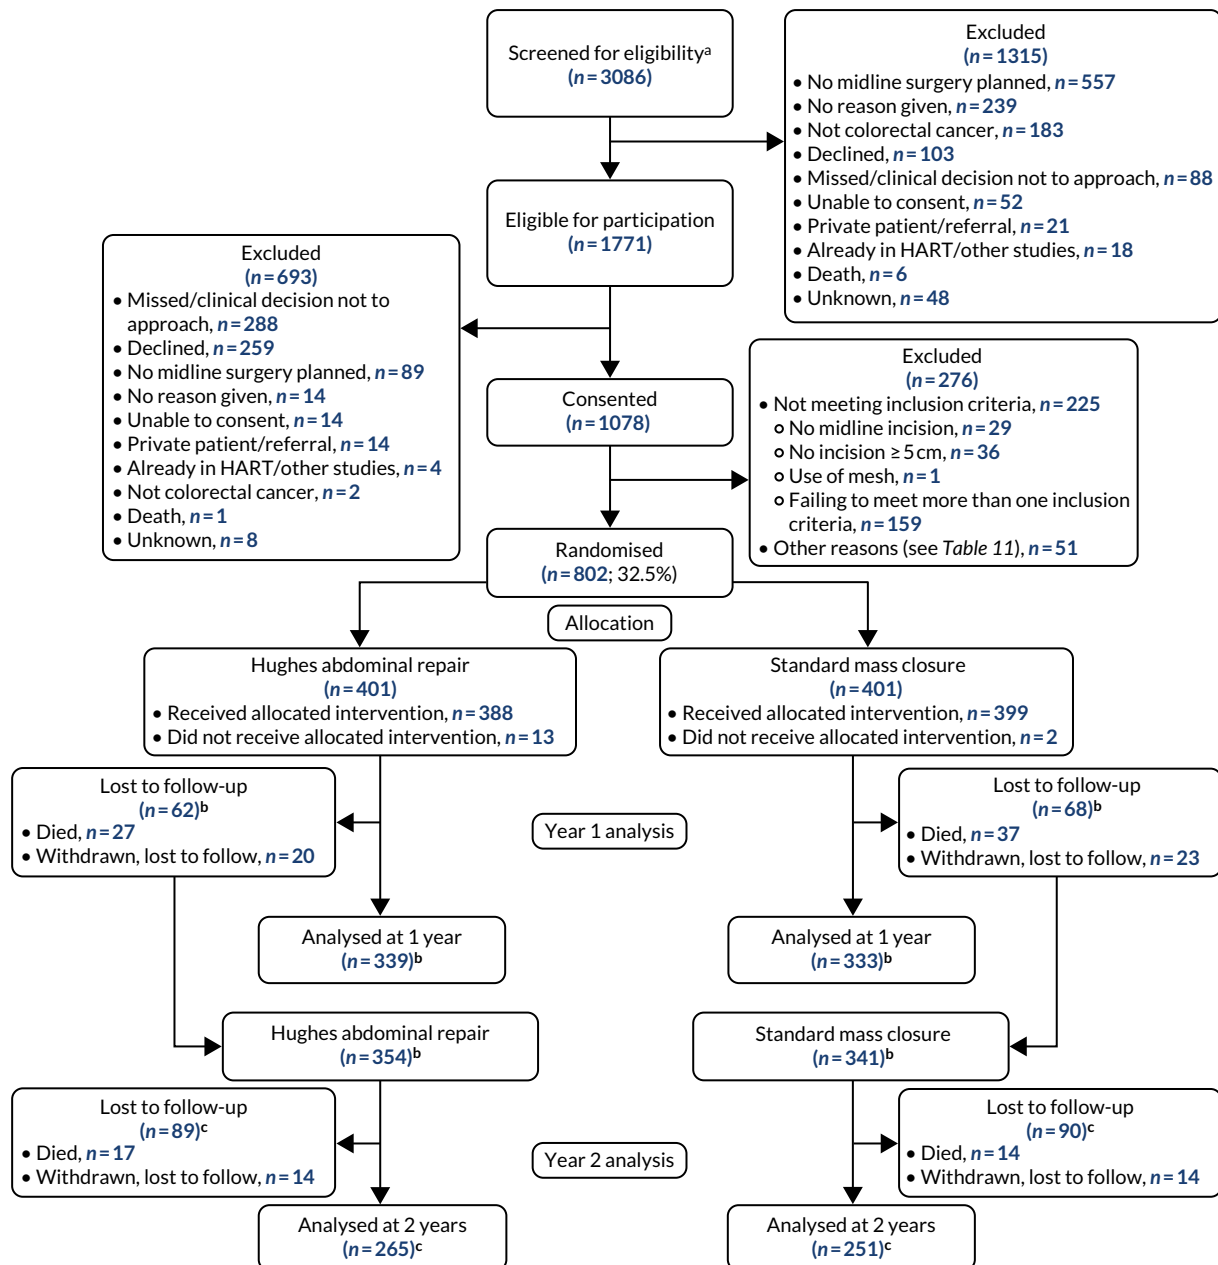 Screened for eligibilityᵃ
(n = 3086)
Excluded
(n = 1315)
• No midline surgery planned, n = 557
• No reason given, n = 239
• Not colorectal cancer, n = 183
• Declined, n = 103
• Missed/clinical decision not to approach, n = 88
• Unable to consent, n = 52
• Private patient/referral, n = 21
• Already in HART/other studies, n = 18
• Death, n = 6
• Unknown, n = 48
Eligible for participation
(n = 1771)
Excluded
(n = 693)
• Missed/clinical decision not to
approach, n = 288
• Declined, n = 259
• No midline surgery planned, n = 89
• No reason given, n = 14
• Unable to consent, n = 14
• Private patient/referral, n = 14
• Already in HART/other studies, n = 4
• Not colorectal cancer, n = 2
• Death, n = 1
• Unknown, n = 8
Consented
(n = 1078)
Excluded
(n = 276)
• Not meeting inclusion criteria, n = 225
○ No midline incision, n = 29
○ No incision ≥ 5 cm, n = 36
○ Use of mesh, n = 1
○ Failing to meet more than one inclusion
criteria, n = 159
• Other reasons (see Table 11), n = 51
Randomised
(n = 802; 32.5%)
Allocation
Hughes abdominal repair
(n = 401)
• Received allocated intervention, n = 388
• Did not receive allocated intervention, n = 13
Standard mass closure
(n = 401)
• Received allocated intervention, n = 399
• Did not receive allocated intervention, n = 2
Lost to follow-up
(n = 62)ᵇ
• Died, n = 27
• Withdrawn, lost to follow, n = 20
Year 1 analysis
Lost to follow-up
(n = 68)ᵇ
• Died, n = 37
• Withdrawn, lost to follow, n = 23
Analysed at 1 year
(n = 339)ᵇ
Analysed at 1 year
(n = 333)ᵇ
Hughes abdominal repair
(n = 354)ᵇ
Standard mass closure
(n = 341)ᵇ
Lost to follow-up
(n = 89)ᶜ
• Died, n = 17
• Withdrawn, lost to follow, n = 14
Year 2 analysis
Lost to follow-up
(n = 90)ᶜ
• Died, n = 14
• Withdrawn, lost to follow, n = 14
Analysed at 2 years
(n = 265)ᶜ
Analysed at 2 years
(n = 251)ᶜ